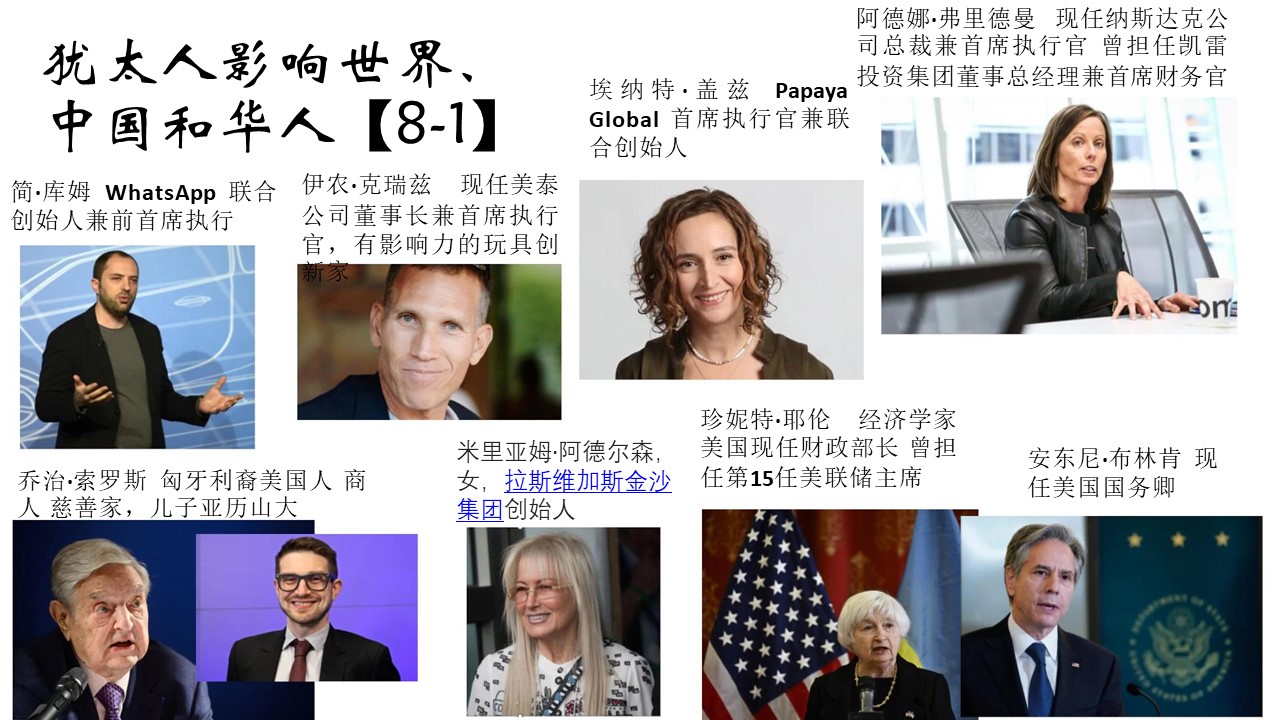 犹太人影响世界、
中国和华人【8-1】
阿德娜·弗里德曼 现任纳斯达克公
司总裁兼首席执行官 曾担任凯雷
投资集团董事总经理兼首席财务官
埃纳特·盖兹 Papaya
Global 首席执行官兼联
合创始人
简·库姆 WhatsApp 联合
创始人兼前首席执行
伊农·克瑞兹 现任美泰
公司董事长兼首席执行
官，有影响力的玩具创
新家
珍妮特·耶伦 经济学家
美国现任财政部长 曾担
任第15任美联储主席
米里亚姆·阿德尔森,
女，拉斯维加斯金沙
集团创始人
安东尼·布林肯 现
任美国国务卿
乔治·索罗斯 匈牙利裔美国人 商
人 慈善家，儿子亚历山大